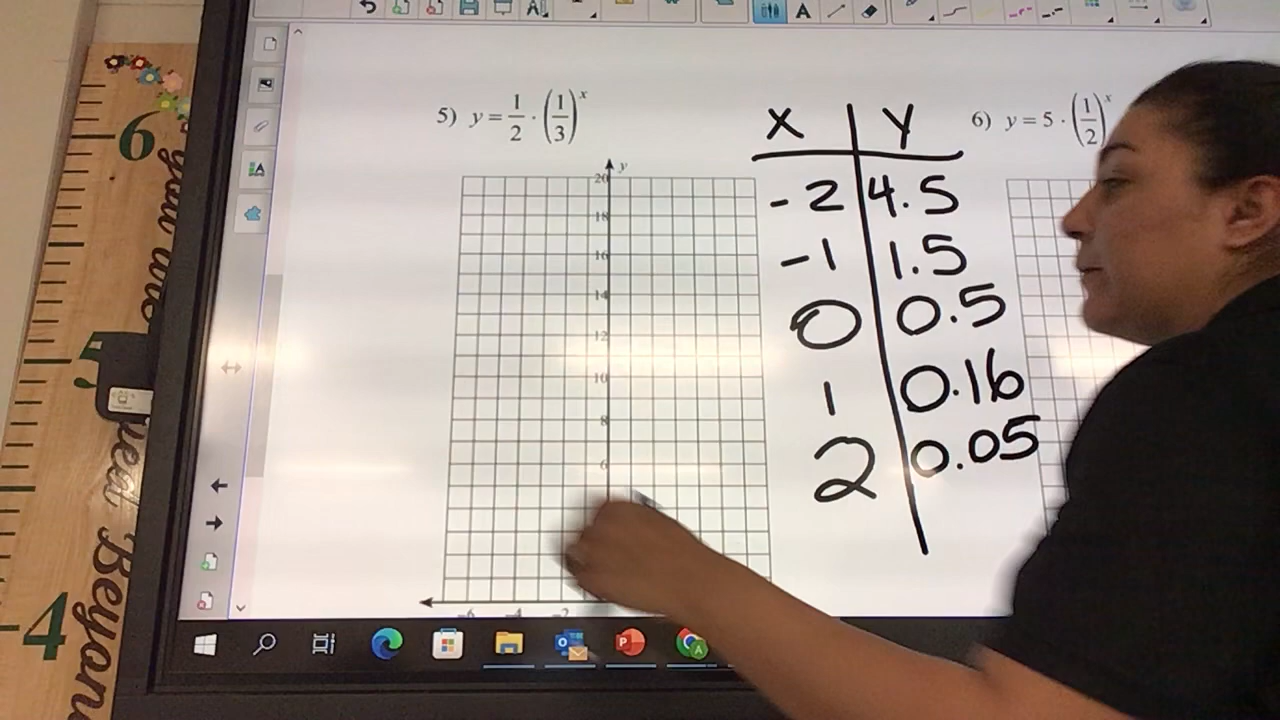 5) y = 1/2 · (1/3)^x
6) y = 5 · (1/2)^x
X | Y
-2 | 4.5
-1 | 1.5
0 | 0.5
1 | 0.16
2 | 0.05
y
20
18
16
14
12
10
8
6
-6 -4 -2
6
4
Beyond